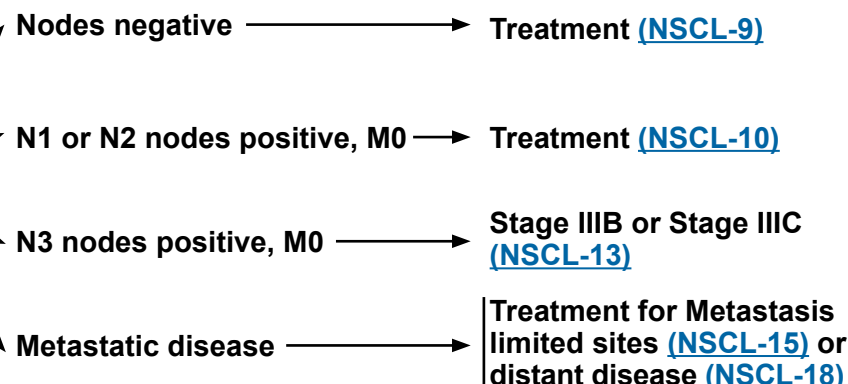 Nodes negative
Treatment (NSCL-9)
N1 or N2 nodes positive, M0
Treatment (NSCL-10)
N3 nodes positive, M0
Stage IIIB or Stage IIIC
(NSCL-13)
Metastatic disease
Treatment for Metastasis
limited sites (NSCL-15) or
distant disease (NSCL-18)